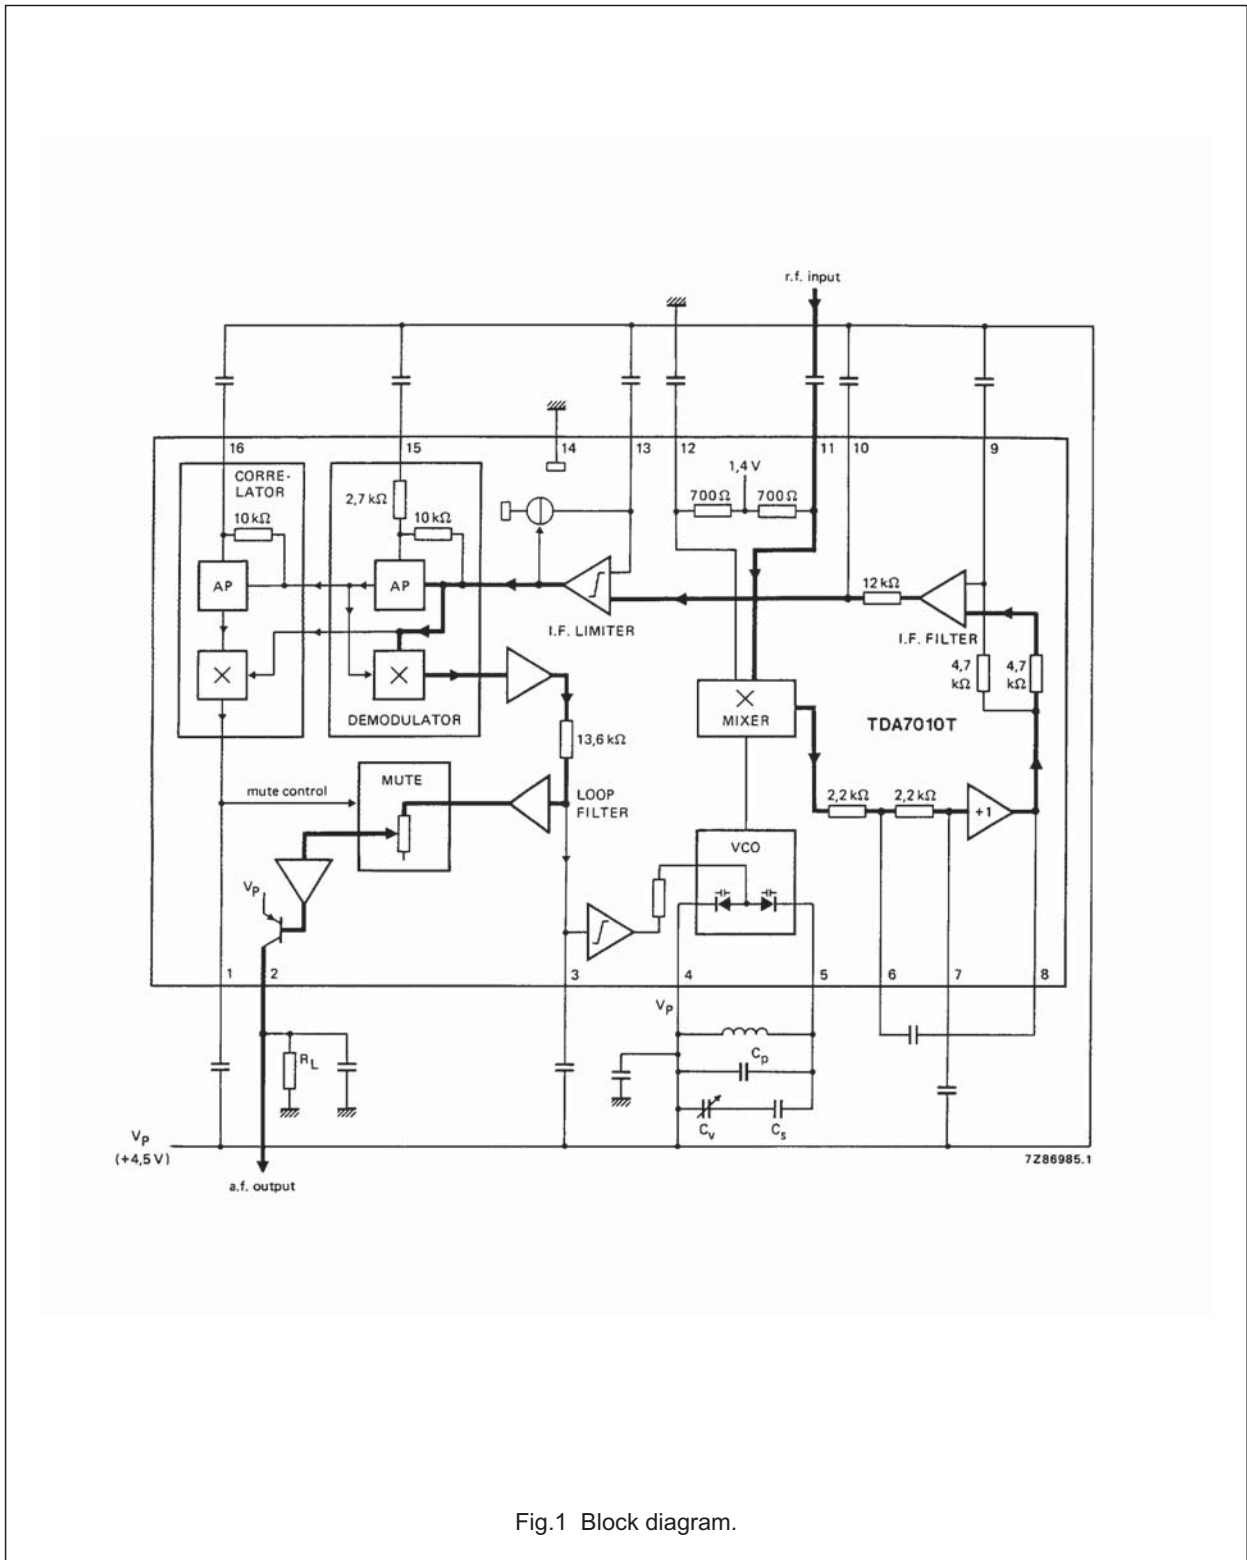 r.f. input
16
15
14
13
12
11
10
9
CORRE-
LATOR
10 kΩ
2,7 kΩ
10 kΩ
1,4 V
700 Ω
700 Ω
AP
AP
I.F. LIMITER
12 kΩ
I.F. FILTER
4,7
kΩ
4,7
kΩ
DEMODULATOR
MIXER
TDA7010T
13,6 kΩ
MUTE
mute control
LOOP
FILTER
2,2 kΩ
2,2 kΩ
+1
VCO
VP
1
2
3
4
5
6
7
8
VP
RL
Cp
Cv
Cs
VP
(+4,5 V)
a.f. output
7Z86985.1
Fig.1 Block diagram.